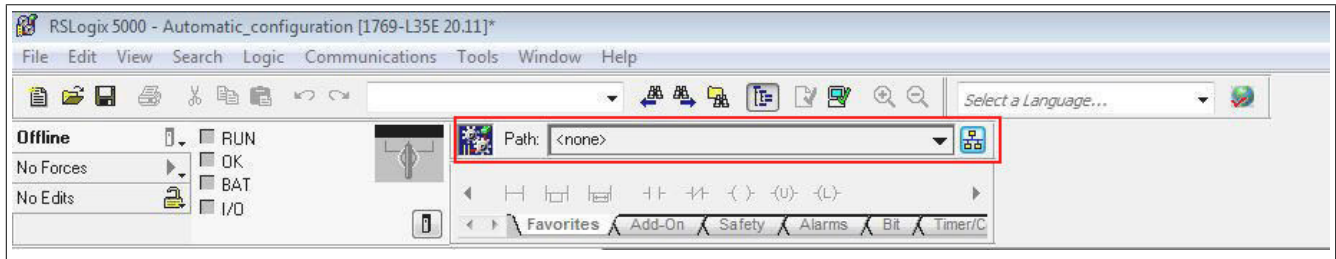 RSLogix 5000 - Automatic_configuration [1769-L35E 20.11]*
File Edit View Search Logic Communications Tools Window Help
Select a Language...
Offline
RUN
Path: <none>
No Forces
OK
BAT
No Edits
I/O
Favorites Add-On Safety Alarms Bit Timer/C